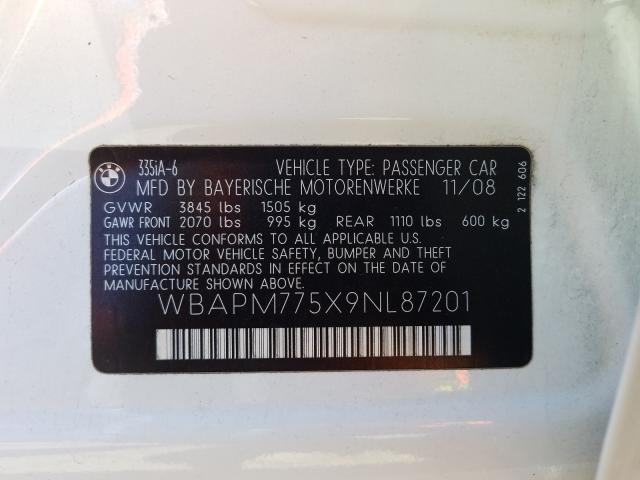 BMW
335iA-6 VEHICLE TYPE: PASSENGER CAR
MFD BY BAYERISCHE MOTORENWERKE 11/08
GVWR 3845 lbs 1505 kg
GAWR FRONT 2070 lbs 995 kg REAR 1110 lbs 600 kg
THIS VEHICLE CONFORMS TO ALL APPLICABLE U.S.
FEDERAL MOTOR VEHICLE SAFETY, BUMPER AND THEFT
PREVENTION STANDARDS IN EFFECT ON THE DATE OF
MANUFACTURE SHOWN ABOVE.
WBAPM775X9NL87201
2 122 606